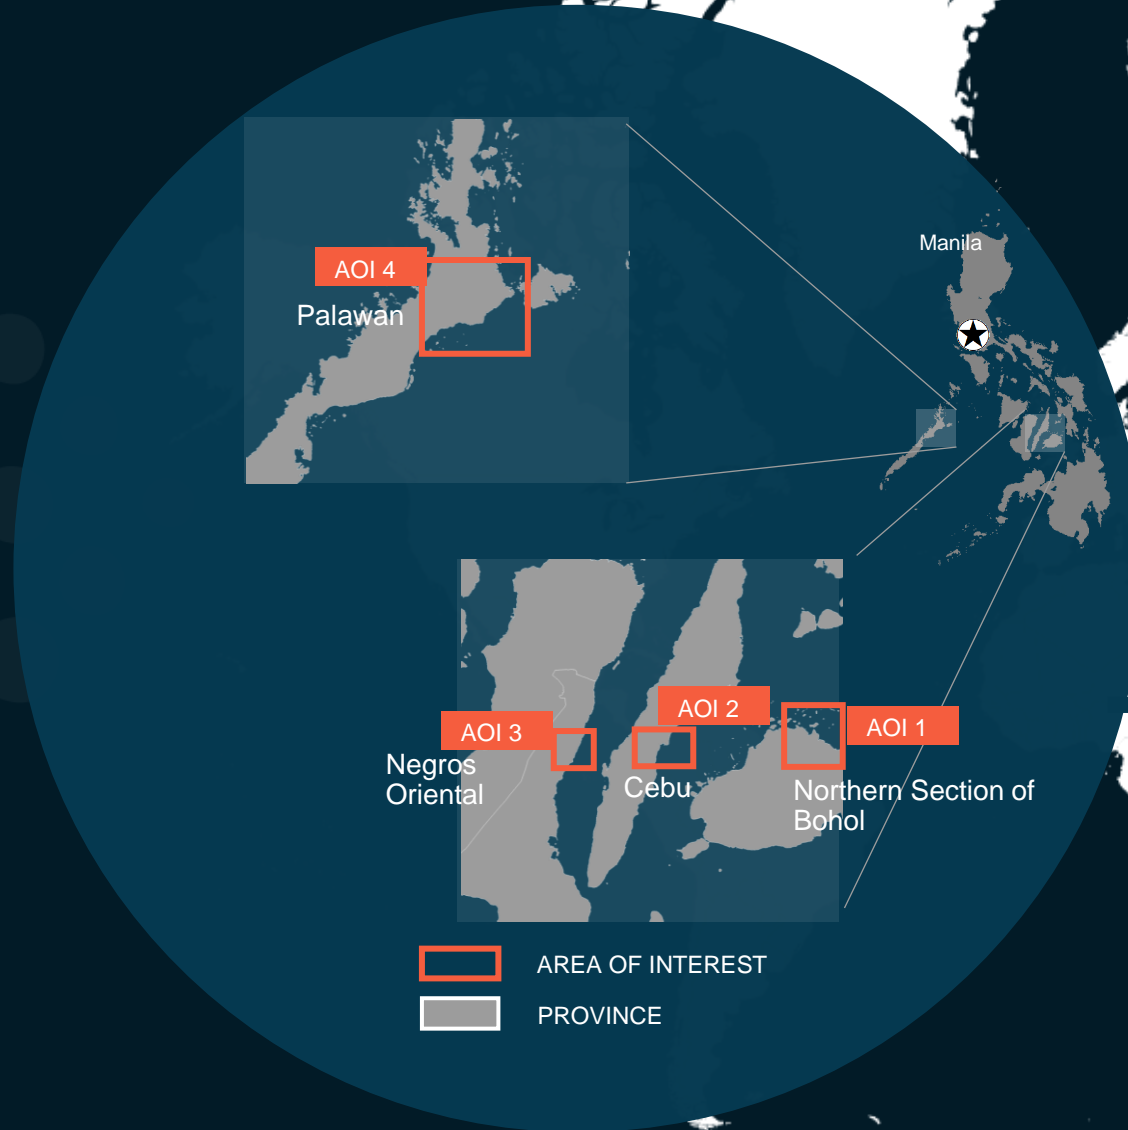 Manila
AOI 4
Palawan
AOI 2
AOI 1
AOI 3
Negros
Oriental
Cebu
Northern Section of
Bohol
AREA OF INTEREST
PROVINCE